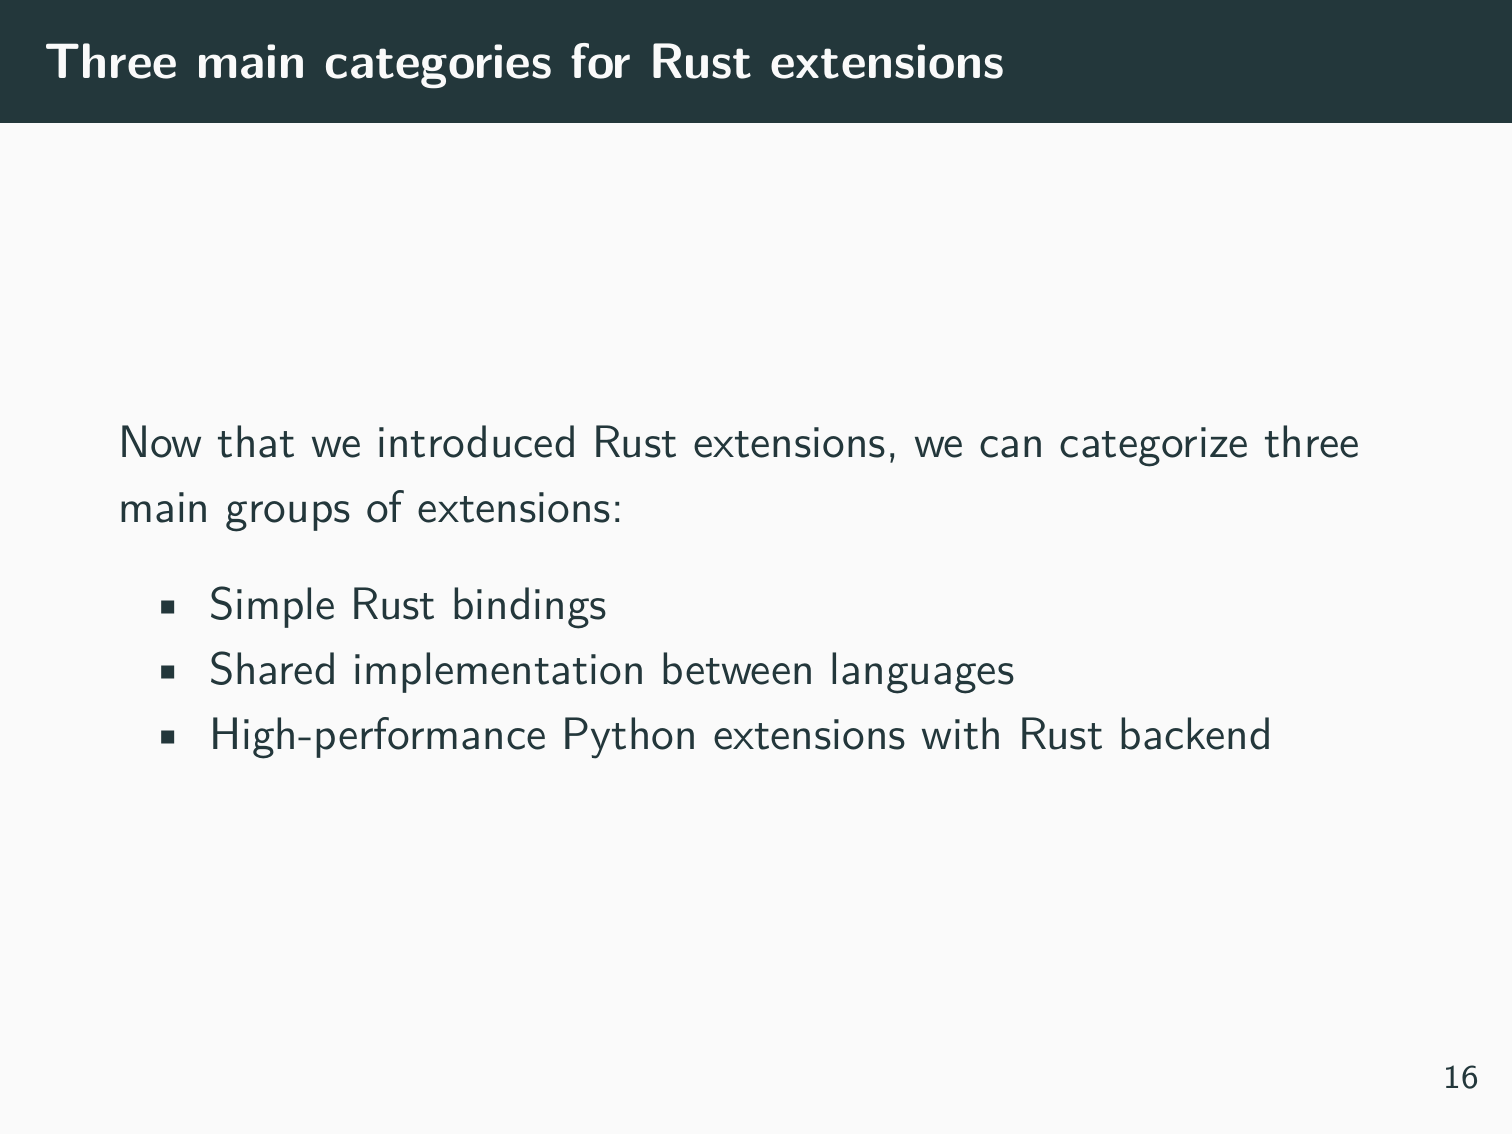 Three main categories for Rust extensions
Now that we introduced Rust extensions, we can categorize three
main groups of extensions:
▪ Simple Rust bindings
▪ Shared implementation between languages
▪ High-performance Python extensions with Rust backend
16